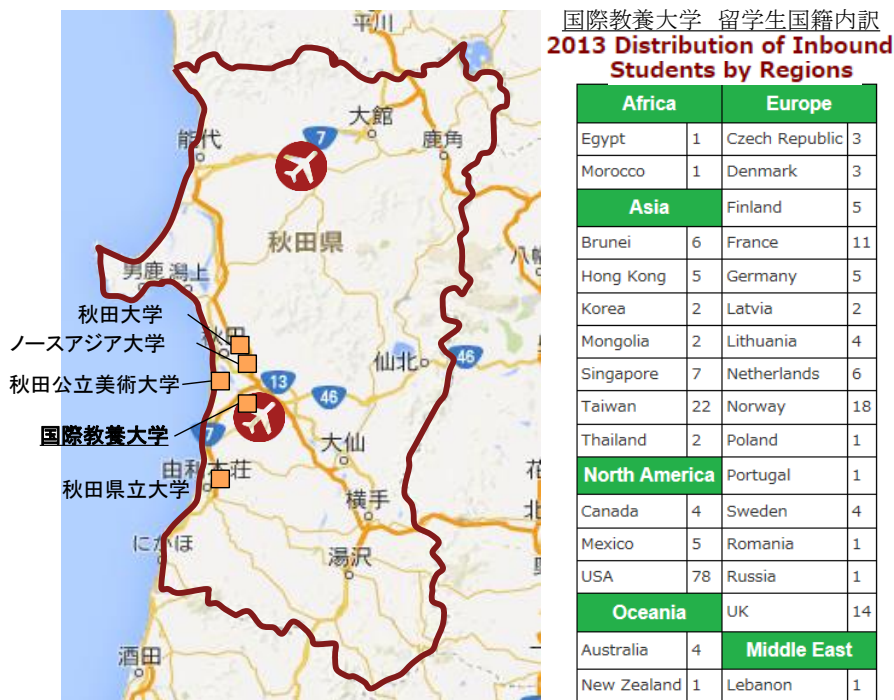 平川
大館
7
能代
鹿角
秋田県
男鹿
潟上
秋田大学
秋田
ノースアジア大学
仙北
46
秋田公立美術大学
13
46
国際教養大学
7
大仙
由利本荘
秋田県立大学
横手
にかほ
湯沢
酒田
国際教養大学 留学生国籍内訳
2013 Distribution of Inbound
Students by Regions
Africa Europe
Egypt 1 Czech Republic 3
Morocco 1 Denmark 3
Asia Finland 5
Brunei 6 France 11
Hong Kong 5 Germany 5
Korea 2 Latvia 2
Mongolia 2 Lithuania 4
Singapore 7 Netherlands 6
Taiwan 22 Norway 18
Thailand 2 Poland 1
North America Portugal 1
Canada 4 Sweden 4
Mexico 5 Romania 1
USA 78 Russia 1
Oceania UK 14
Australia 4 Middle East
New Zealand 1 Lebanon 1